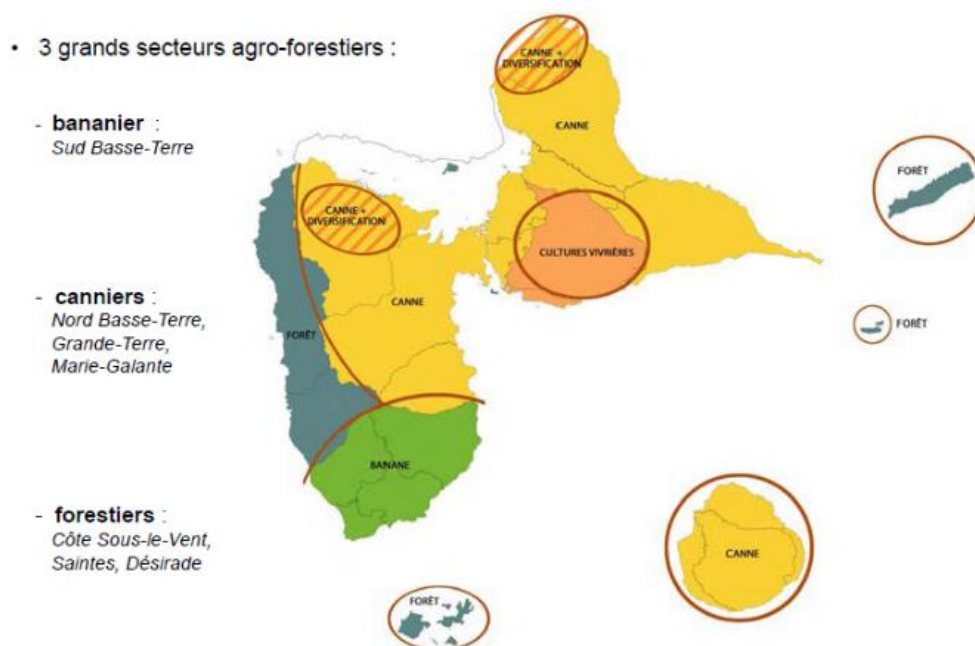 • 3 grands secteurs agro-forestiers :
- bananier :
Sud Basse-Terre
- canniers :
Nord Basse-Terre,
Grande-Terre,
Marie-Galante
- forestiers :
Côte Sous-le-Vent,
Saintes, Désirade
CANNE +
DIVERSIFICATION
CANNE
FORÊT
CANNE +
DIVERSIFICATION
CULTURES VIVRIÈRES
CANNE
FORÊT
FORÊT
BANANE
CANNE
FORÊT